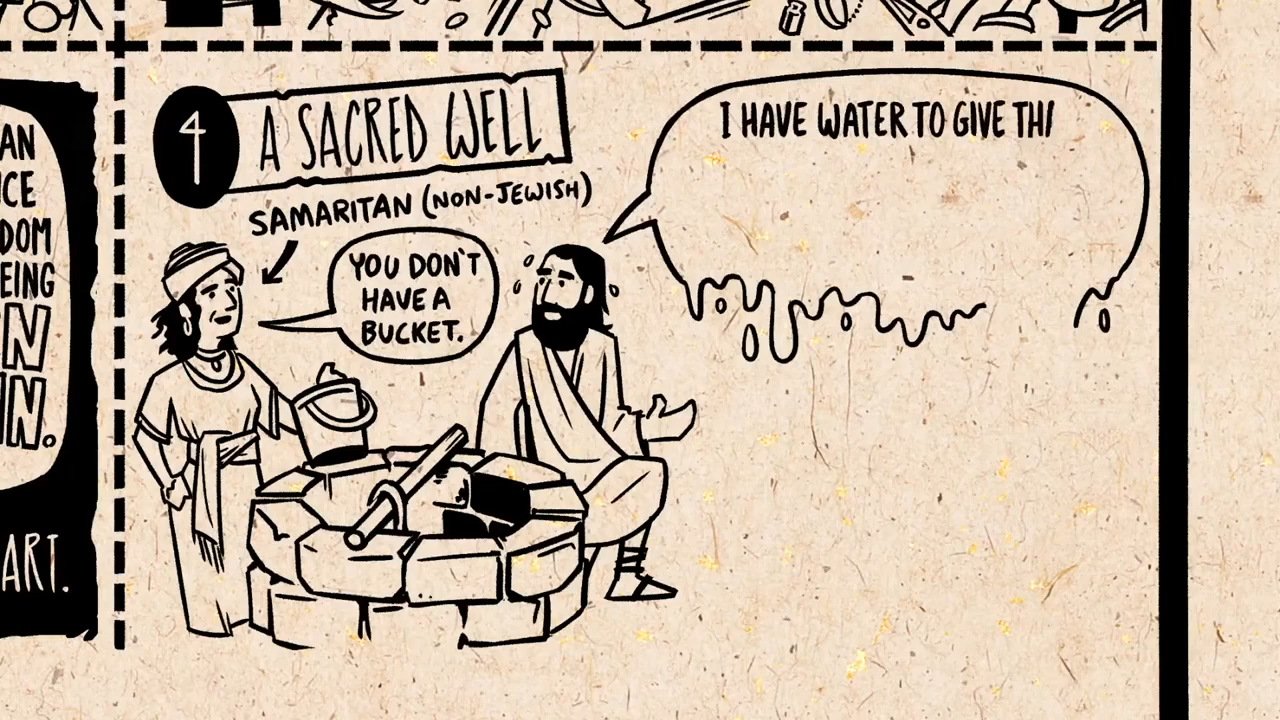 AN
CE
DOM
EING
N
N.
ART.
4 A SACRED WELL
SAMARITAN (NON-JEWISH)
YOU DON'T
HAVE A
BUCKET.
I HAVE WATER TO GIVE THI